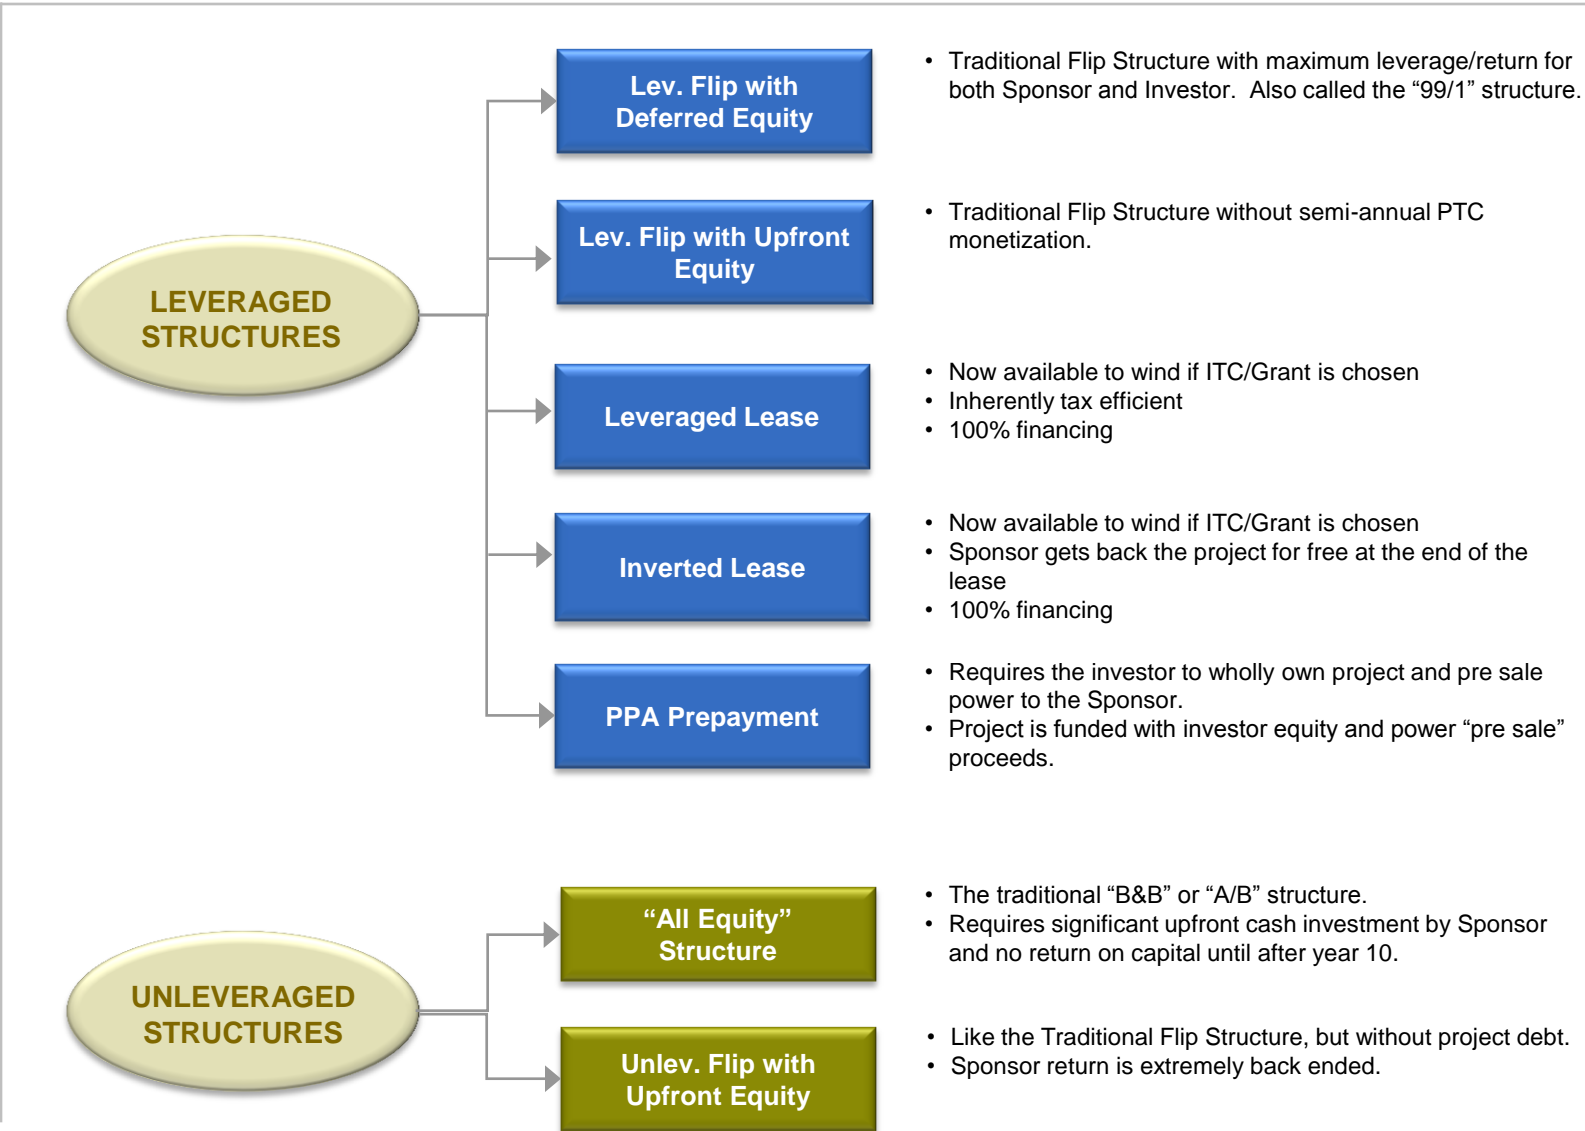 Lev. Flip with
Deferred Equity
• Traditional Flip Structure with maximum leverage/return for
both Sponsor and Investor.  Also called the “99/1” structure.
Lev. Flip with Upfront
Equity
• Traditional Flip Structure without semi-annual PTC
monetization.
LEVERAGED
STRUCTURES
Leveraged Lease
• Now available to wind if ITC/Grant is chosen
• Inherently tax efficient
• 100% financing
Inverted Lease
• Now available to wind if ITC/Grant is chosen
• Sponsor gets back the project for free at the end of the
lease
• 100% financing
PPA Prepayment
• Requires the investor to wholly own project and pre sale
power to the Sponsor.
• Project is funded with investor equity and power “pre sale”
proceeds.
“All Equity”
Structure
• The traditional “B&B” or “A/B” structure.
• Requires significant upfront cash investment by Sponsor
and no return on capital until after year 10.
UNLEVERAGED
STRUCTURES
Unlev. Flip with
Upfront Equity
• Like the Traditional Flip Structure, but without project debt.
• Sponsor return is extremely back ended.